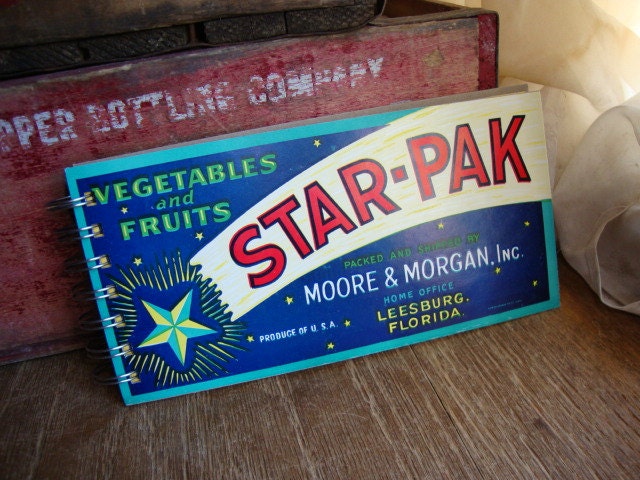 PPER BOTTLING COMPANY
VEGETABLES
and
FRUITS
STAR-PAK
PACKED AND SHIPPED BY
MOORE & MORGAN, INC.
HOME OFFICE
LEESBURG,
FLORIDA.
PRODUCE OF U.S.A.